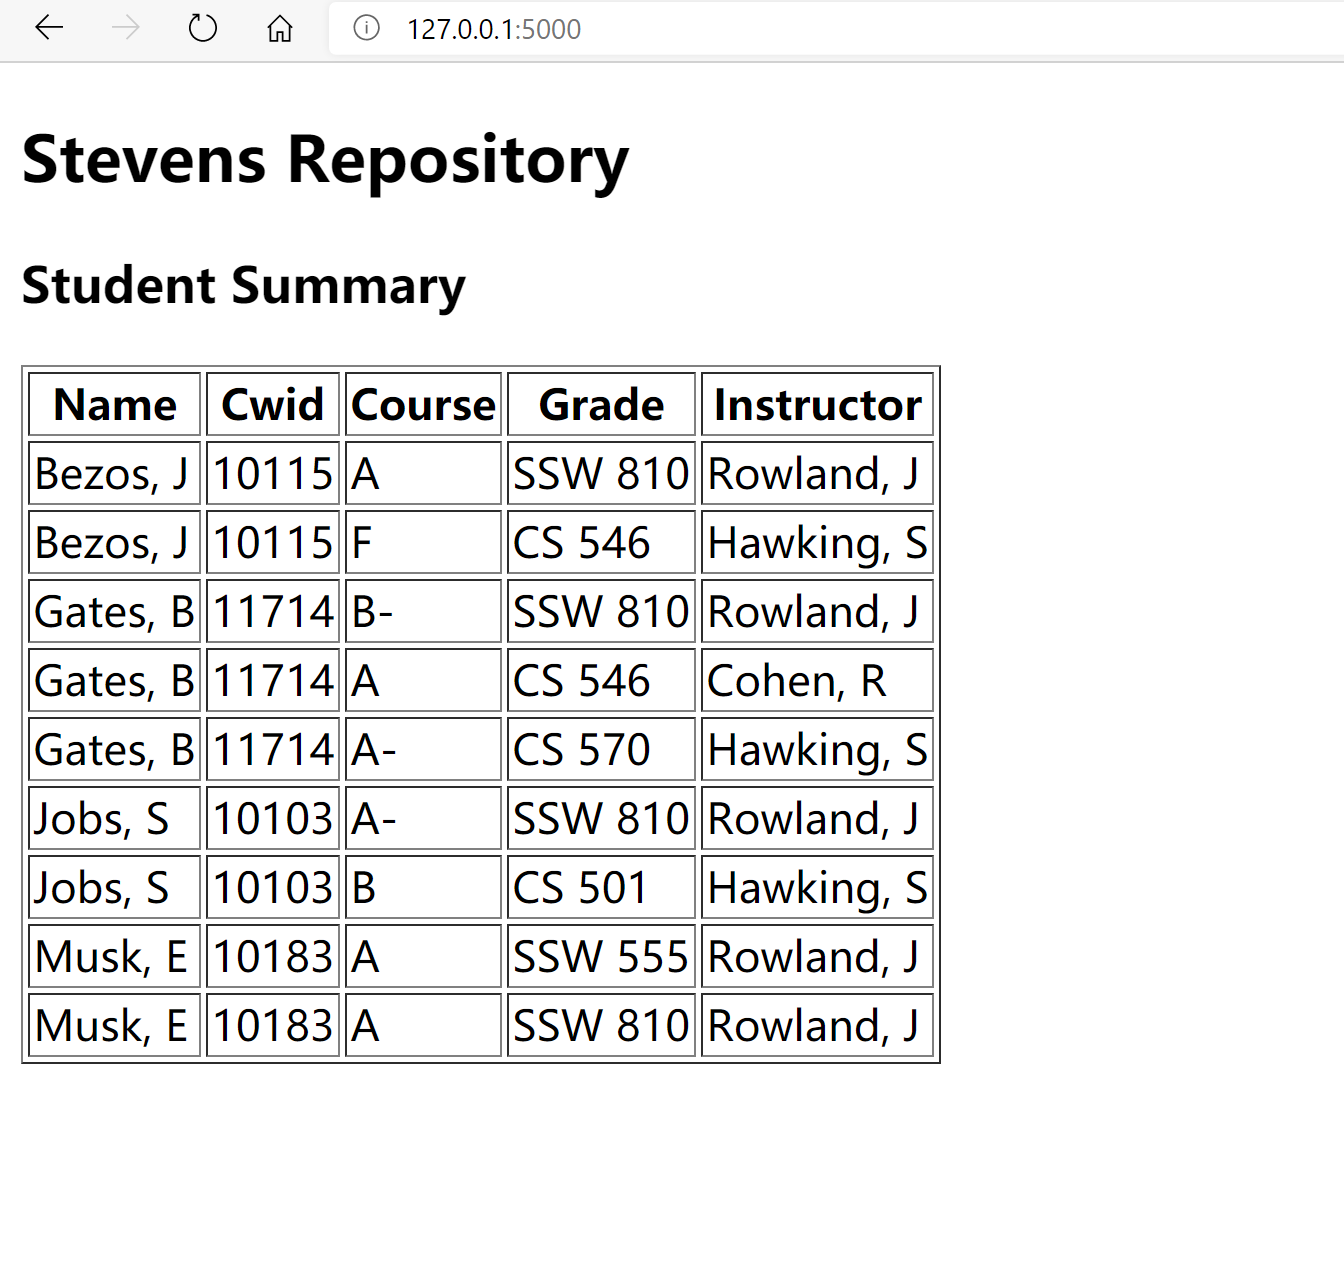 127.0.0.1:5000
Stevens Repository
Student Summary
Name Cwid Course Grade Instructor
Bezos, J 10115 A SSW 810 Rowland, J
Bezos, J 10115 F CS 546 Hawking, S
Gates, B 11714 B- SSW 810 Rowland, J
Gates, B 11714 A CS 546 Cohen, R
Gates, B 11714 A- CS 570 Hawking, S
Jobs, S 10103 A- SSW 810 Rowland, J
Jobs, S 10103 B CS 501 Hawking, S
Musk, E 10183 A SSW 555 Rowland, J
Musk, E 10183 A SSW 810 Rowland, J